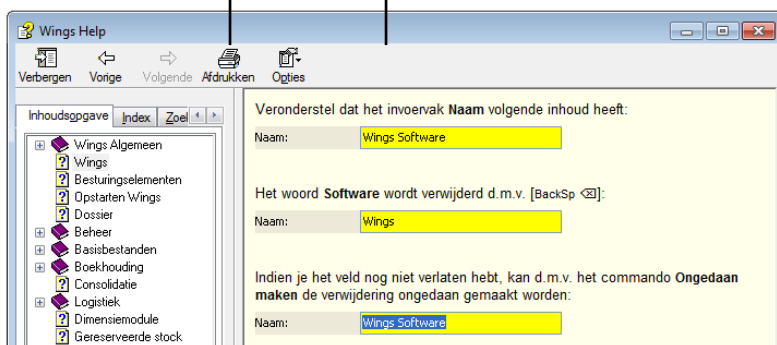 Wings Help
Verbergen Vorige Volgende Afdrukken Opties
Inhoudsopgave Index Zoel
Wings Algemeen
Wings
Besturingselementen
Opstarten Wings
Dossier
Beheer
Basisbestanden
Boekhouding
Consolidatie
Logistiek
Dimensiemodule
Gereserveerde stock
Veronderstel dat het invoervak Naam volgende inhoud heeft:
Naam: Wings Software
Het woord Software wordt verwijderd d.m.v. [BackSp ⌫]:
Naam: Wings
Indien je het veld nog niet verlaten hebt, kan d.m.v. het commando Ongedaan
maken de verwijdering ongedaan gemaakt worden:
Naam: Wings Software